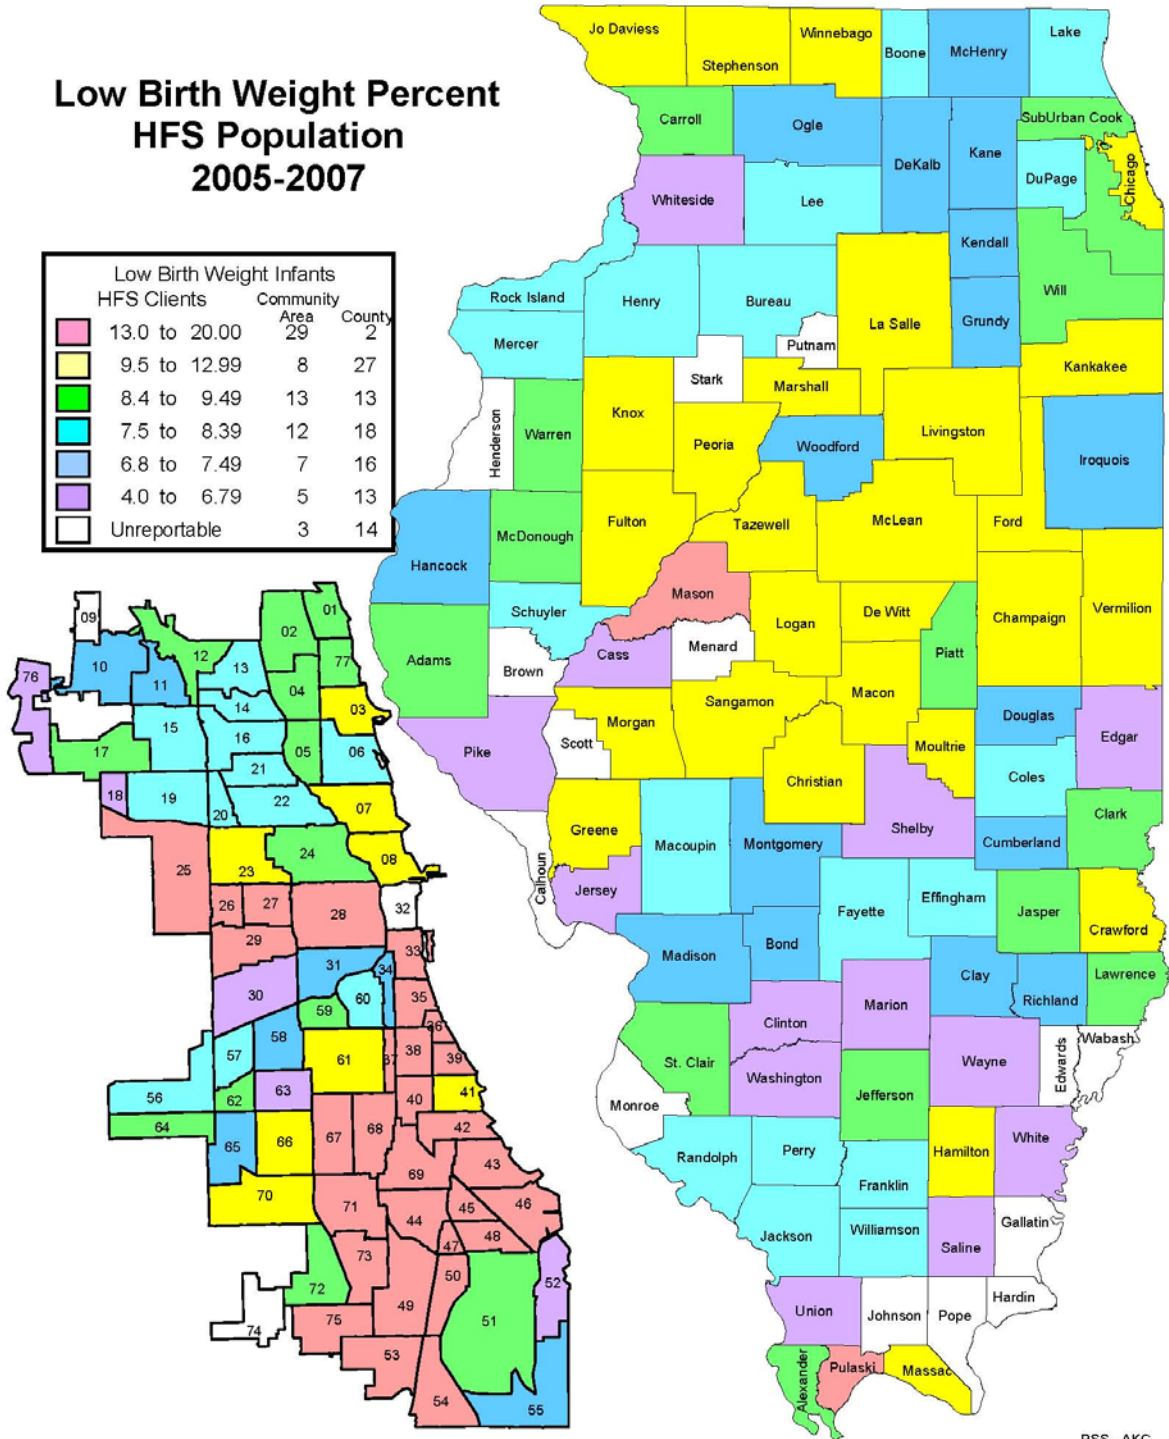 Low Birth Weight Percent
HFS Population
2005-2007
Low Birth Weight Infants
HFS Clients Community Area County
13.0 to 20.00 29 2
9.5 to 12.99 8 27
8.4 to 9.49 13 13
7.5 to 8.39 12 18
6.8 to 7.49 7 16
4.0 to 6.79 5 13
Unreportable 3 14
Jo Daviess
Stephenson
Winnebago
Boone
McHenry
Lake
Carroll
Ogle
DeKalb
Kane
SubUrban Cook
Chicago
DuPage
Whiteside
Lee
Kendall
Will
Rock Island
Henry
Bureau
Putnam
La Salle
Grundy
Kankakee
Mercer
Stark
Marshall
Henderson
Warren
Knox
Peoria
Woodford
Livingston
Iroquois
Hancock
McDonough
Fulton
Tazewell
McLean
Ford
Mason
Schuyler
Adams
Brown
Cass
Menard
Logan
De Witt
Piatt
Champaign
Vermilion
Pike
Scott
Morgan
Sangamon
Macon
Moultrie
Douglas
Edgar
Christian
Coles
Shelby
Greene
Macoupin
Montgomery
Cumberland
Clark
Calhoun
Jersey
Fayette
Effingham
Jasper
Crawford
Madison
Bond
Clay
Richland
Lawrence
Clinton
Marion
Wayne
Edwards
Wabash
St. Clair
Washington
Jefferson
Monroe
Randolph
Perry
Hamilton
White
Franklin
Jackson
Williamson
Saline
Gallatin
Union
Johnson
Pope
Hardin
Alexander
Pulaski
Massac
09
01
02
12
77
10
11
13
76
04
14
03
15
16
17
05
06
21
18
19
20
22
07
24
08
23
25
26
27
28
32
29
33
31
34
30
35
60
59
36
58
57
61
37
38
39
56
63
62
40
41
64
65
66
67
68
42
43
69
70
71
44
45
46
47
48
73
50
52
72
49
51
74
75
53
54
55